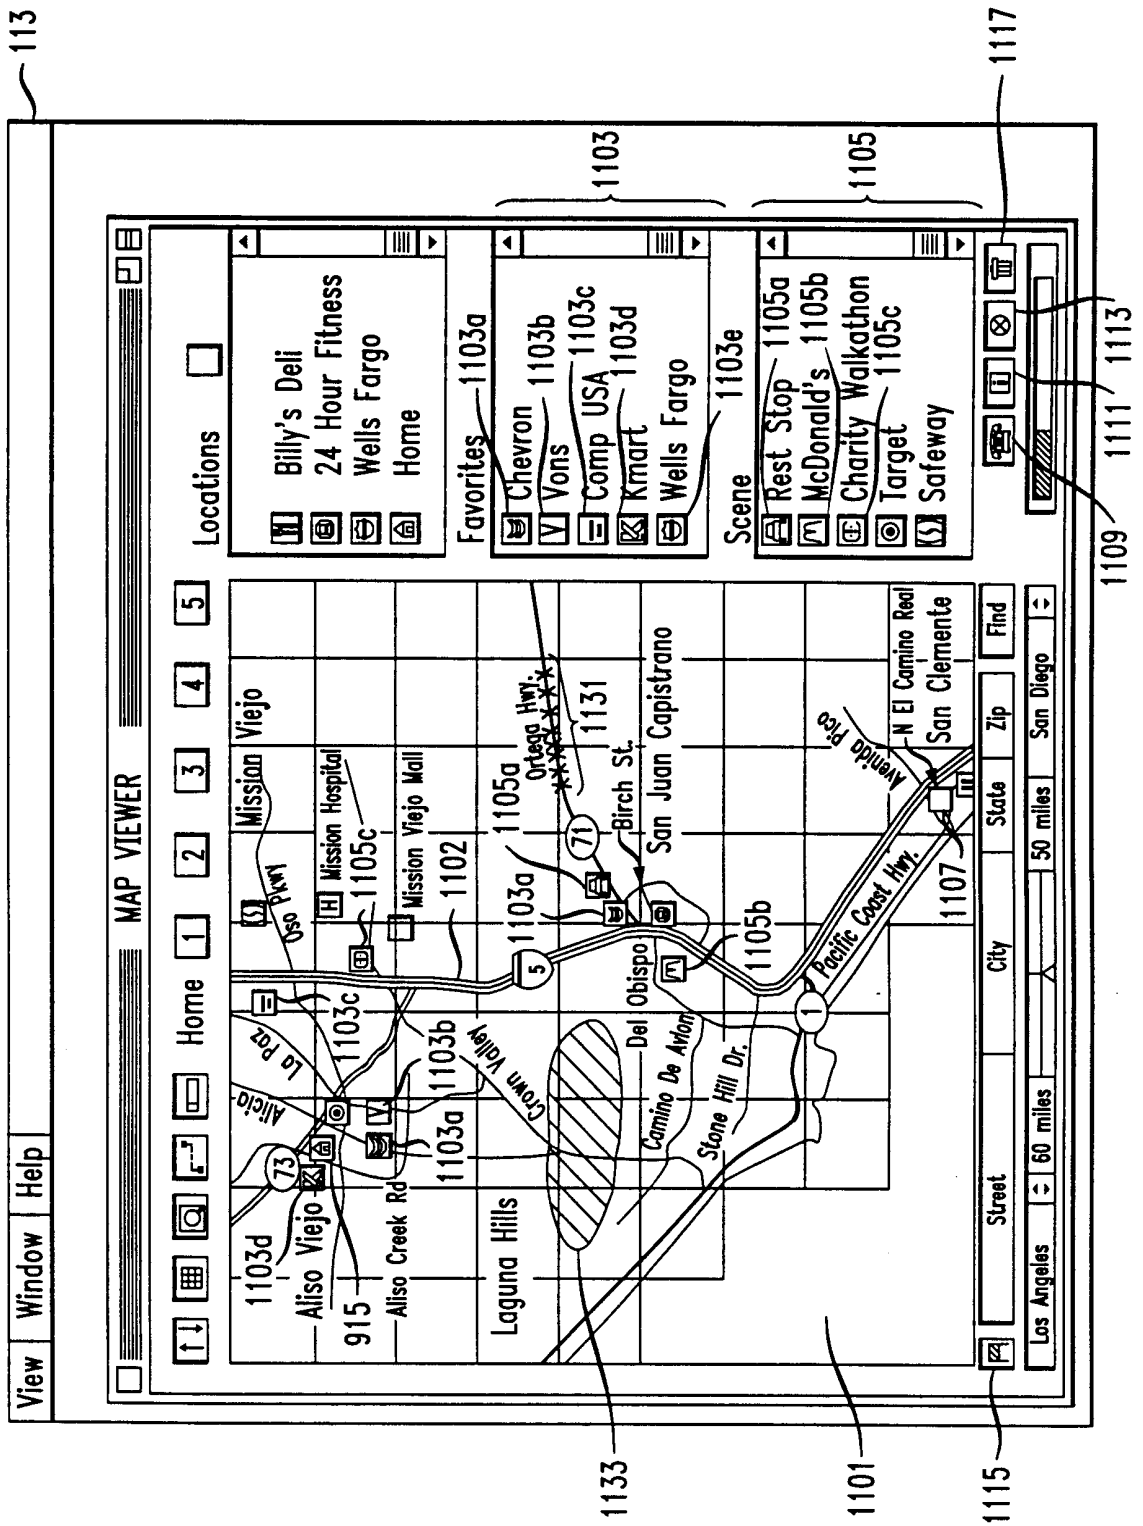 113
View Window Help
MAP VIEWER
Home 1 2 3 4 5
Locations
Billy's Deli
24 Hour Fitness
Wells Fargo
Home
Favorites
1103a
Chevron
1103b
Vons
1103c
Comp USA
1103d
Kmart
Wells Fargo
1103e
1103
Scene
1105a
Rest Stop
1105b
McDonald's
Charity Walkathon
1105c
Target
Safeway
1105
1117
1113
1111
1109
Mission Viejo
Mission Viejo
Oso Pkwy
H Mission Hospital
1105c
Mission Viejo Mall
1102
La Paz
Alicia
1103c
1103b
V
1103a
73
K
1103d
Aliso Viejo
915
Aliso Creek Rd
Laguna Hills
Crown Valley
5
1103a
1105a
71
Ortega Hwy.
1131
Birch St.
San Juan Capistrano
Del Obispo
1105b
Camino De Avion
Stone Hill Dr.
1
Pacific Coast Hwy.
Avenida Pico
N El Camino Real
San Clemente
1107
1133
1101
1115
Street City State Zip Find
Los Angeles 60 miles 50 miles San Diego